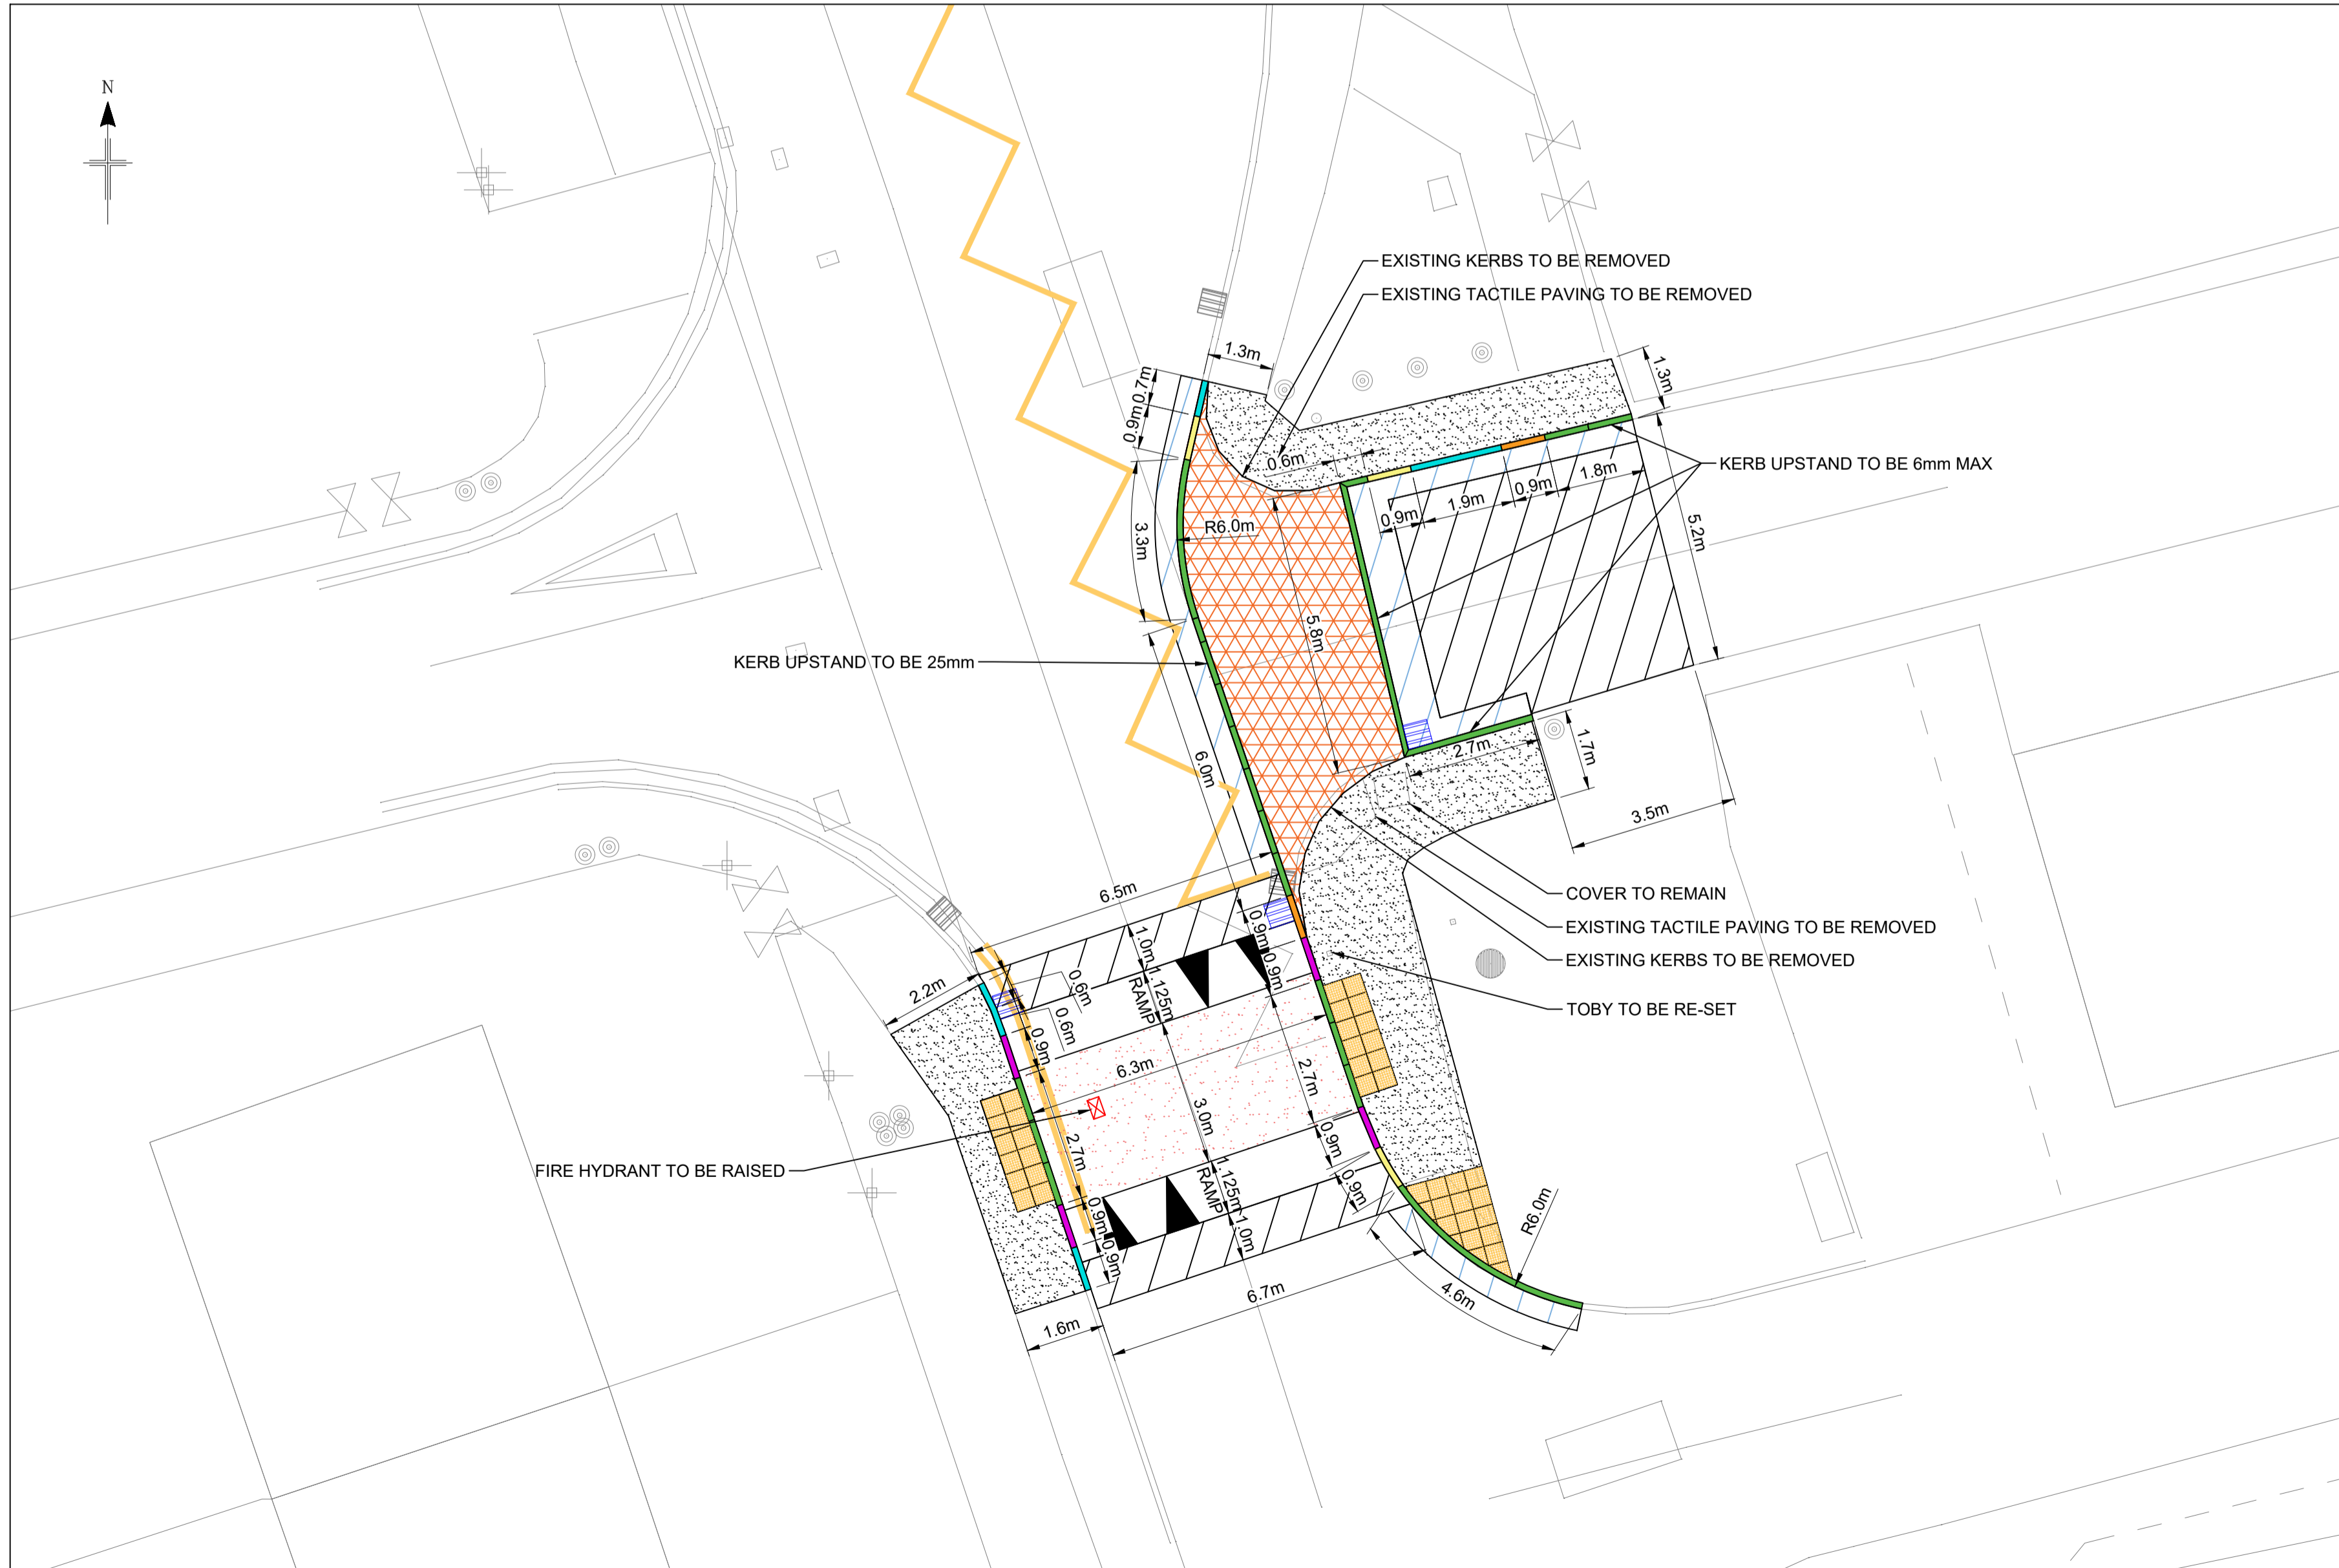 N
EXISTING KERBS TO BE REMOVED
EXISTING TACTILE PAVING TO BE REMOVED
1.3m
1.3m
0.7m
0.9m
0.6m
KERB UPSTAND TO BE 6mm MAX
1.8m
0.9m
1.9m
0.9m
R6.0m
3.3m
5.2m
5.8m
KERB UPSTAND TO BE 25mm
2.7m
1.7m
6.0m
3.5m
6.5m
COVER TO REMAIN
EXISTING TACTILE PAVING TO BE REMOVED
EXISTING KERBS TO BE REMOVED
TOBY TO BE RE-SET
0.9m
0.9m
1.0m
1.125m
RAMP
2.2m
0.6m
0.6m
0.9m
6.3m
2.7m
3.0m
FIRE HYDRANT TO BE RAISED
2.7m
0.9m
0.9m
1.125m
RAMP
0.9m
0.9m
1.0m
R6.0m
6.7m
4.6m
1.6m